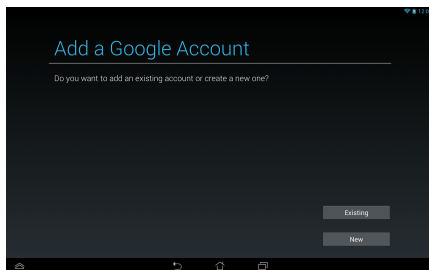 Add a Google Account
Do you want to add an existing account or create a new one?
Existing
New